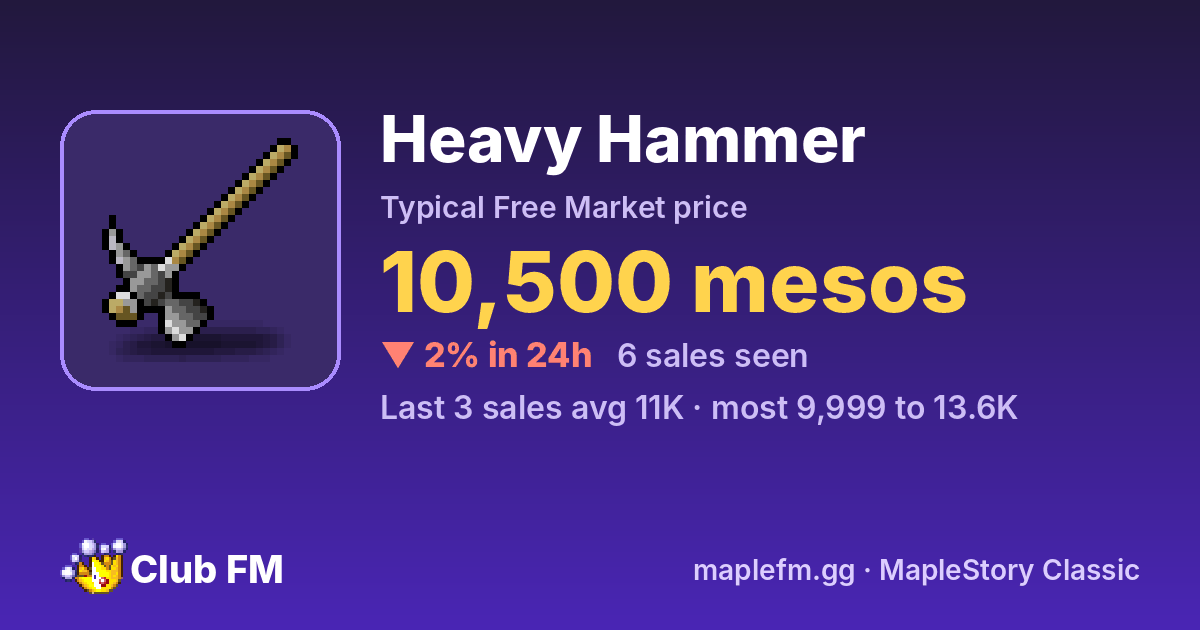 Heavy Hammer
Typical Free Market price
10,500 mesos
▼ 2% in 24h 6 sales seen
Last 3 sales avg 11K · most 9,999 to 13.6K
Club FM
maplefm.gg · MapleStory Classic